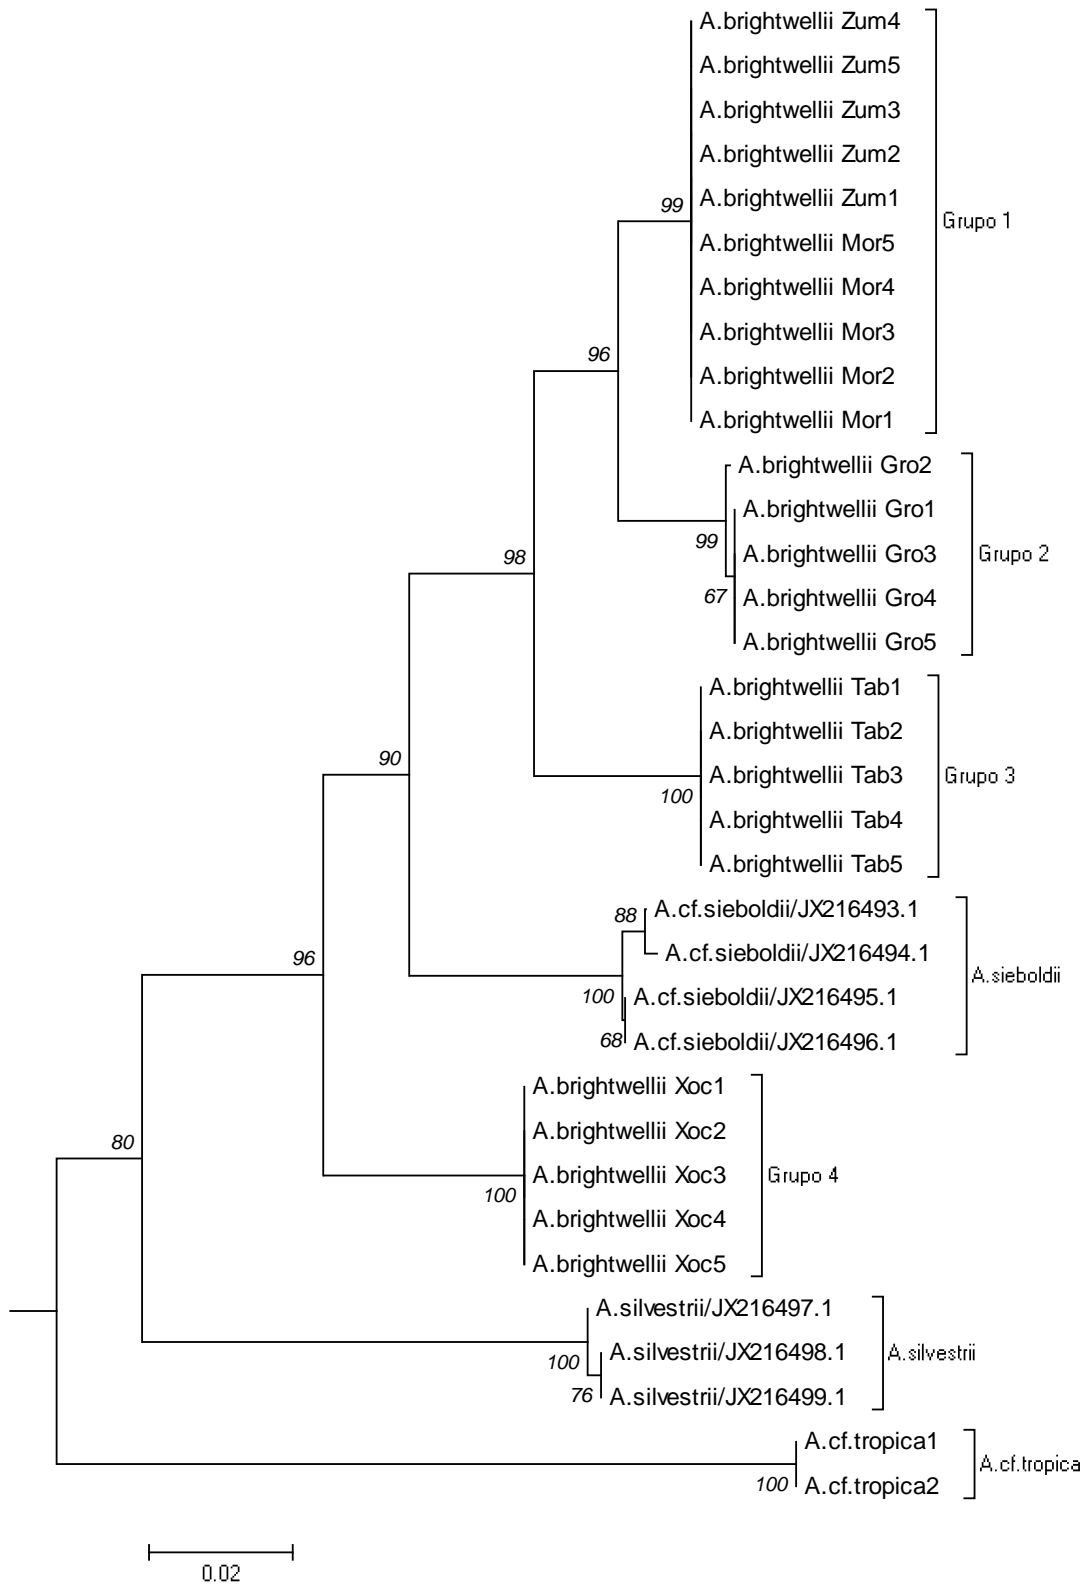 A.brightwellii Zum4
A.brightwellii Zum5
A.brightwellii Zum3
A.brightwellii Zum2
A.brightwellii Zum1
99
Grupo 1
A.brightwellii Mor5
A.brightwellii Mor4
A.brightwellii Mor3
96
A.brightwellii Mor2
A.brightwellii Mor1
A.brightwellii Gro2
A.brightwellii Gro1
99
A.brightwellii Gro3
Grupo 2
98
67
A.brightwellii Gro4
A.brightwellii Gro5
A.brightwellii Tab1
A.brightwellii Tab2
90
A.brightwellii Tab3
Grupo 3
100
A.brightwellii Tab4
A.brightwellii Tab5
88
A.cf.sieboldii/JX216493.1
A.cf.sieboldii/JX216494.1
96
A.sieboldii
100
A.cf.sieboldii/JX216495.1
68
A.cf.sieboldii/JX216496.1
A.brightwellii Xoc1
A.brightwellii Xoc2
80
A.brightwellii Xoc3
Grupo 4
100
A.brightwellii Xoc4
A.brightwellii Xoc5
A.silvestrii/JX216497.1
100
A.silvestrii/JX216498.1
A.silvestrii
76
A.silvestrii/JX216499.1
A.cf.tropica1
A.cf.tropica
100
A.cf.tropica2
0.02